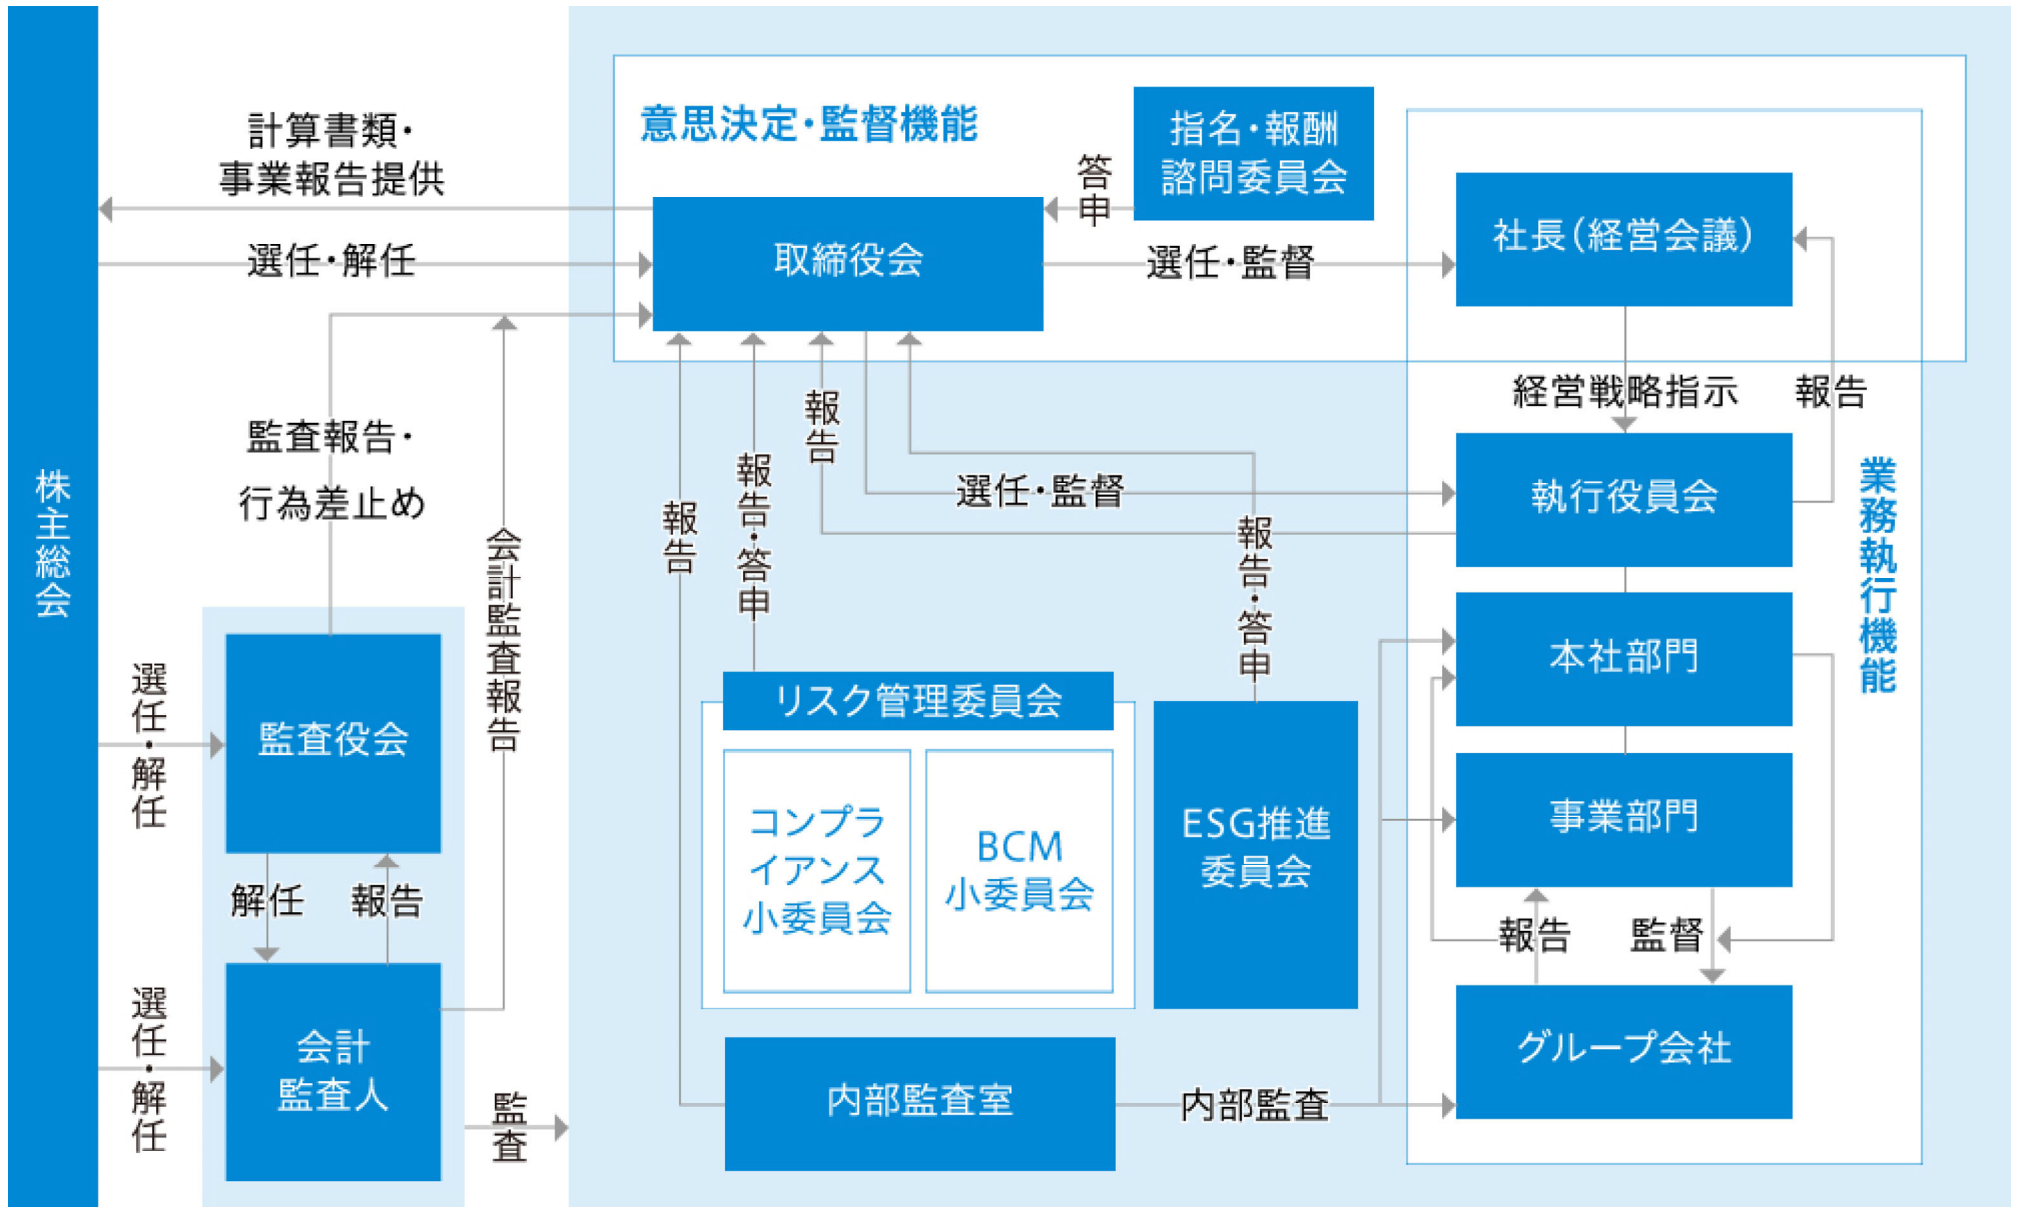 株主総会
計算書類・
事業報告提供
選任・解任
監査報告・
行為差止め
会計監査報告
選任・解任
監査役会
解任
報告
選任・解任
会計
監査人
監査
意思決定・監督機能
指名・報酬
諮問委員会
答申
取締役会
選任・監督
社長(経営会議)
経営戦略指示
報告
報告
報告・答申
報告
選任・監督
報告・答申
執行役員会
業務執行機能
本社部門
事業部門
報告
監督
グループ会社
リスク管理委員会
コンプラ
イアンス
小委員会
BCM
小委員会
ESG推進
委員会
内部監査室
内部監査